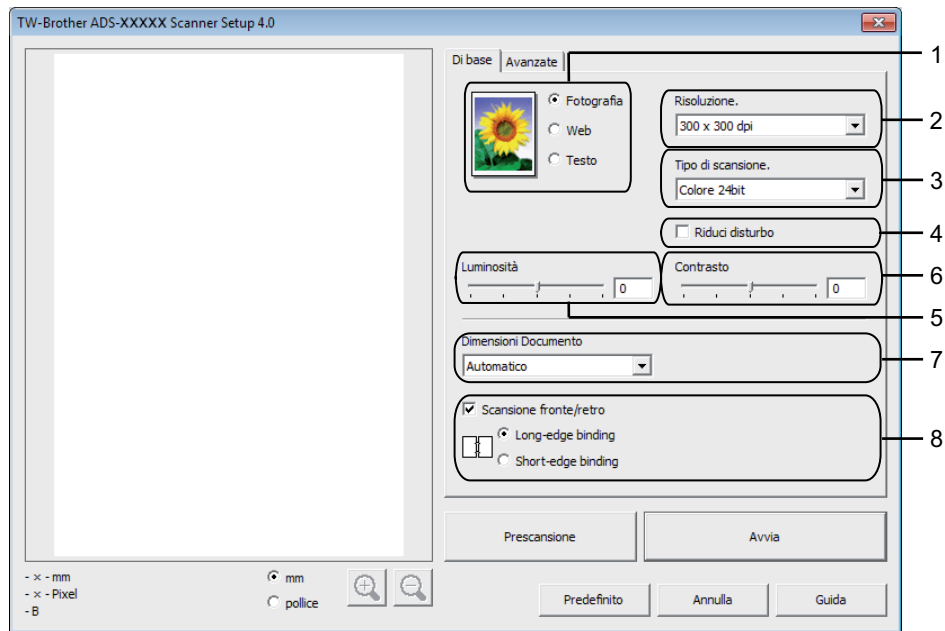 TW-Brother ADS-XXXXX Scanner Setup 4.0
Di base
Avanzate
1
Fotografia
Web
Testo
Risoluzione.
300 x 300 dpi
2
Tipo di scansione.
Colore 24bit
3
Riduci disturbo
4
Luminosità
0
Contrasto
0
6
5
Dimensioni Documento
Automatico
7
Scansione fronte/retro
Long-edge binding
Short-edge binding
8
Prescansione
Avvia
- × - mm
- × - Pixel
- B
mm
pollice
Predefinito
Annulla
Guida